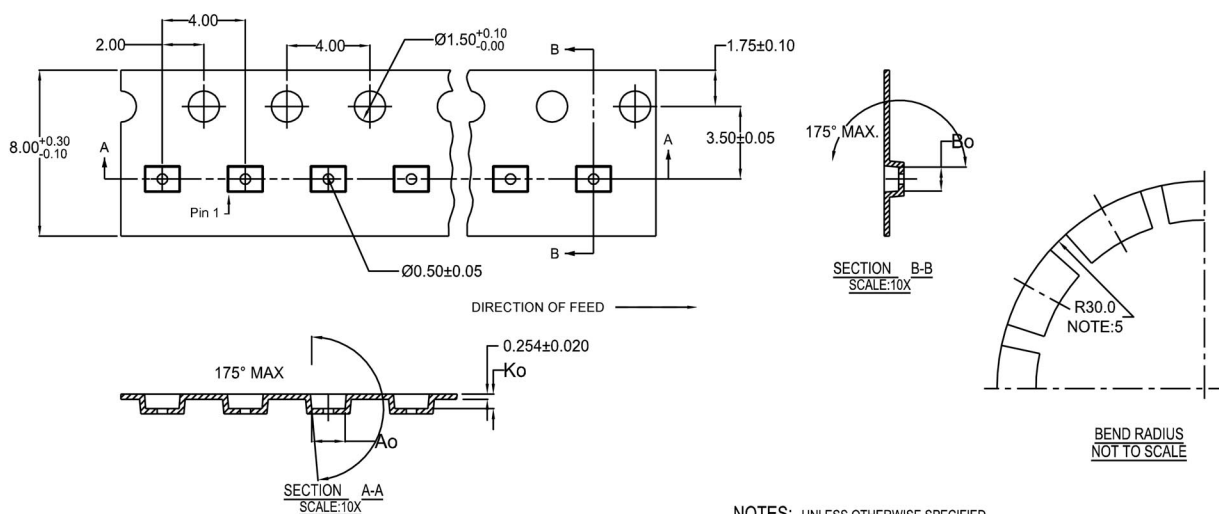 4.00
2.00
4.00
Ø1.50+0.10 -0.00
B
1.75±0.10
8.00+0.30 -0.10
A
A
3.50±0.05
Pin 1
B
Ø0.50±0.05
DIRECTION OF FEED
175° MAX.
Bo
SECTION B-B
SCALE:10X
R30.0
NOTE:5
BEND RADIUS
NOT TO SCALE
175° MAX
0.254±0.020
Ko
Ao
SECTION A-A
SCALE:10X
NOTES: UNLESS OTHERWISE SPECIFIED